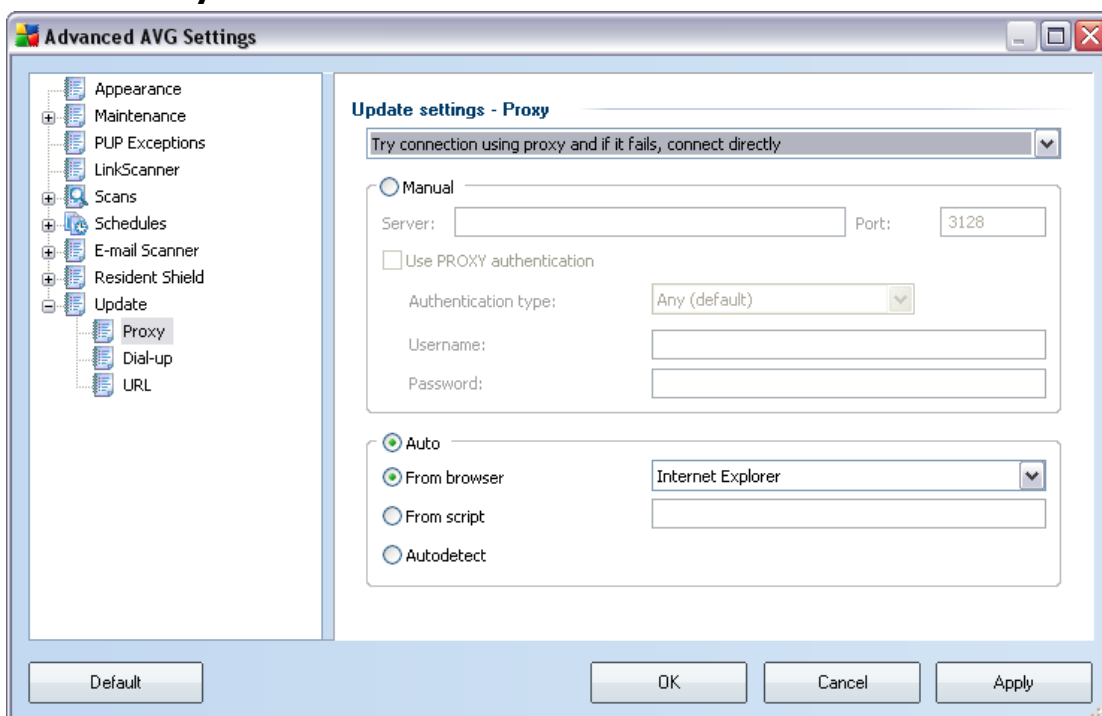 Advanced AVG Settings
Appearance
Maintenance
PUP Exceptions
LinkScanner
Scans
Schedules
E-mail Scanner
Resident Shield
Update
Proxy
Dial-up
URL
Update settings - Proxy
Try connection using proxy and if it fails, connect directly
Manual
Server: Port: 3128
Use PROXY authentication
Authentication type: Any (default)
Username:
Password:
Auto
From browser Internet Explorer
From script
Autodetect
Default OK Cancel Apply